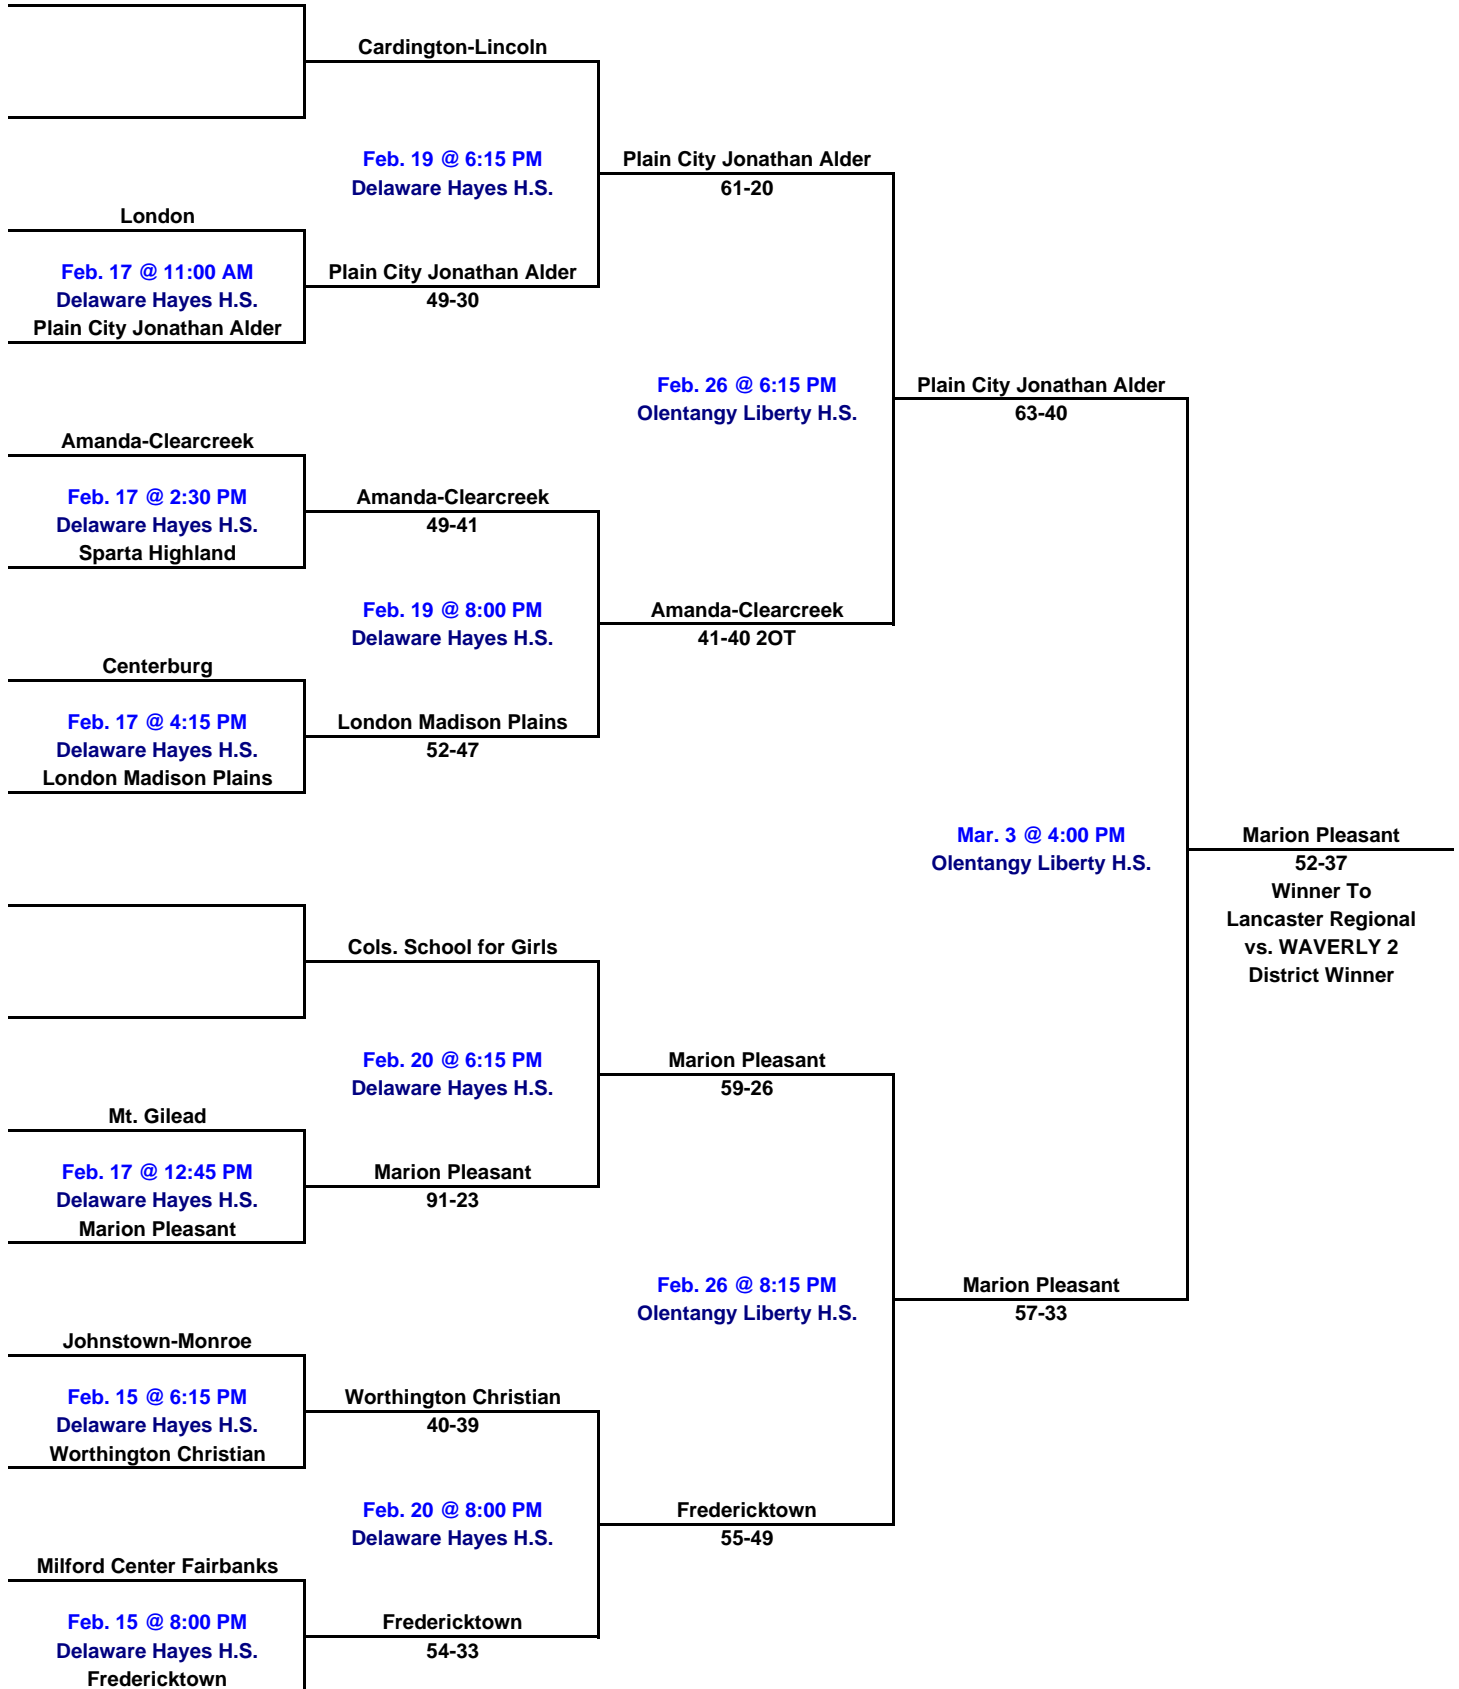 Cardington-Lincoln
Feb. 19 @ 6:15 PM
Delaware Hayes H.S.
Plain City Jonathan Alder
61-20
London
Feb. 17 @ 11:00 AM
Delaware Hayes H.S.
Plain City Jonathan Alder
Plain City Jonathan Alder
49-30
Feb. 26 @ 6:15 PM
Olentangy Liberty H.S.
Plain City Jonathan Alder
63-40
Amanda-Clearcreek
Feb. 17 @ 2:30 PM
Delaware Hayes H.S.
Sparta Highland
Amanda-Clearcreek
49-41
Feb. 19 @ 8:00 PM
Delaware Hayes H.S.
Amanda-Clearcreek
41-40 2OT
Centerburg
Feb. 17 @ 4:15 PM
Delaware Hayes H.S.
London Madison Plains
London Madison Plains
52-47
Mar. 3 @ 4:00 PM
Olentangy Liberty H.S.
Marion Pleasant
52-37
Winner To
Lancaster Regional
vs. WAVERLY 2
District Winner
Cols. School for Girls
Feb. 20 @ 6:15 PM
Delaware Hayes H.S.
Marion Pleasant
59-26
Mt. Gilead
Feb. 17 @ 12:45 PM
Delaware Hayes H.S.
Marion Pleasant
Marion Pleasant
91-23
Feb. 26 @ 8:15 PM
Olentangy Liberty H.S.
Marion Pleasant
57-33
Johnstown-Monroe
Feb. 15 @ 6:15 PM
Delaware Hayes H.S.
Worthington Christian
Worthington Christian
40-39
Feb. 20 @ 8:00 PM
Delaware Hayes H.S.
Fredericktown
55-49
Milford Center Fairbanks
Feb. 15 @ 8:00 PM
Delaware Hayes H.S.
Fredericktown
Fredericktown
54-33